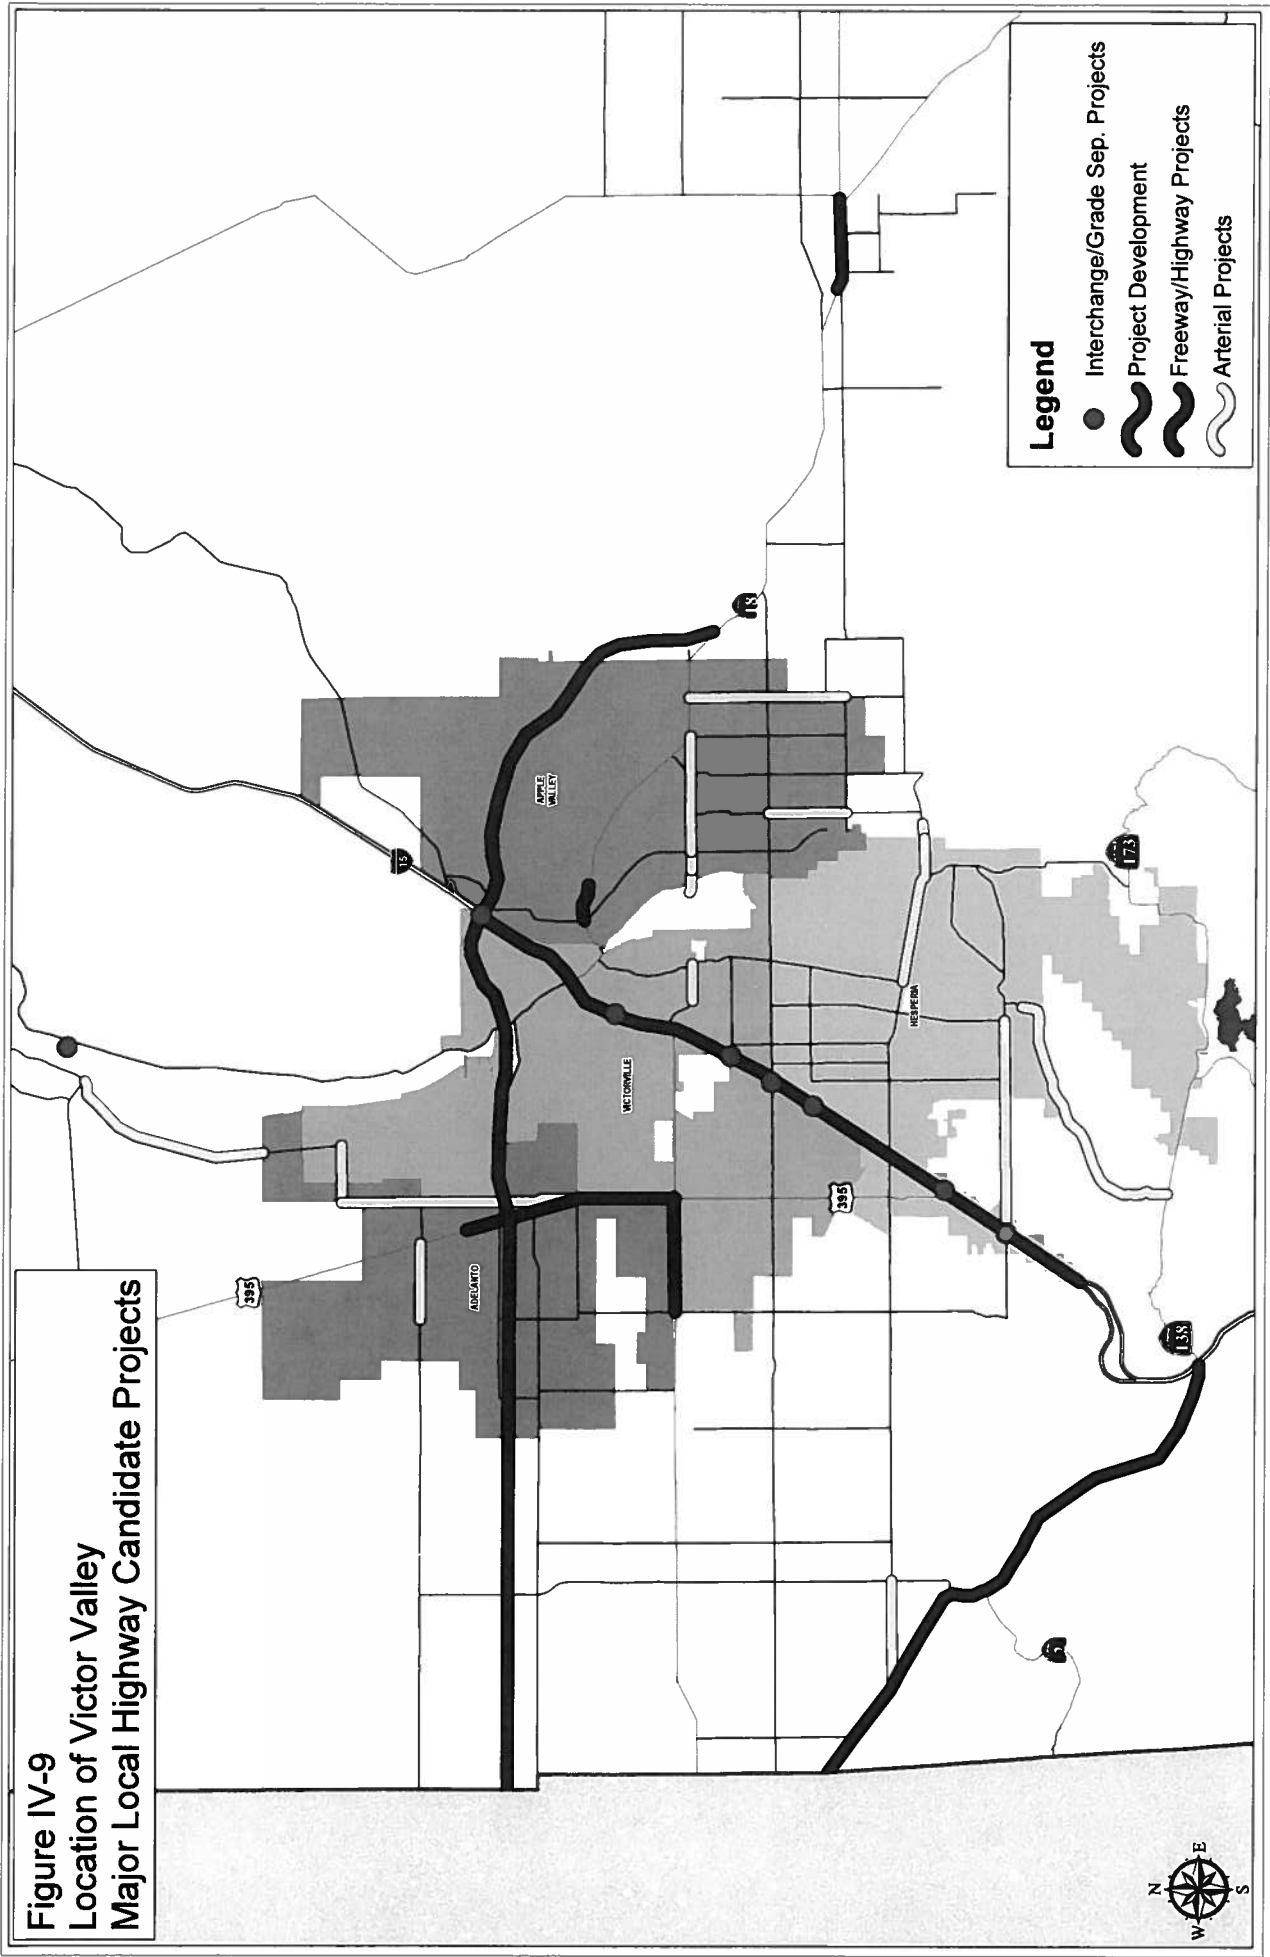 Figure IV-9
Location of Victor Valley
Major Local Highway Candidate Projects
395
15
18
APPLE
VALLEY
ADELANTO
VICTORVILLE
395
HESPERIA
173
138
Legend
Interchange/Grade Sep. Projects
Project Development
Freeway/Highway Projects
Arterial Projects
N
W
E
S